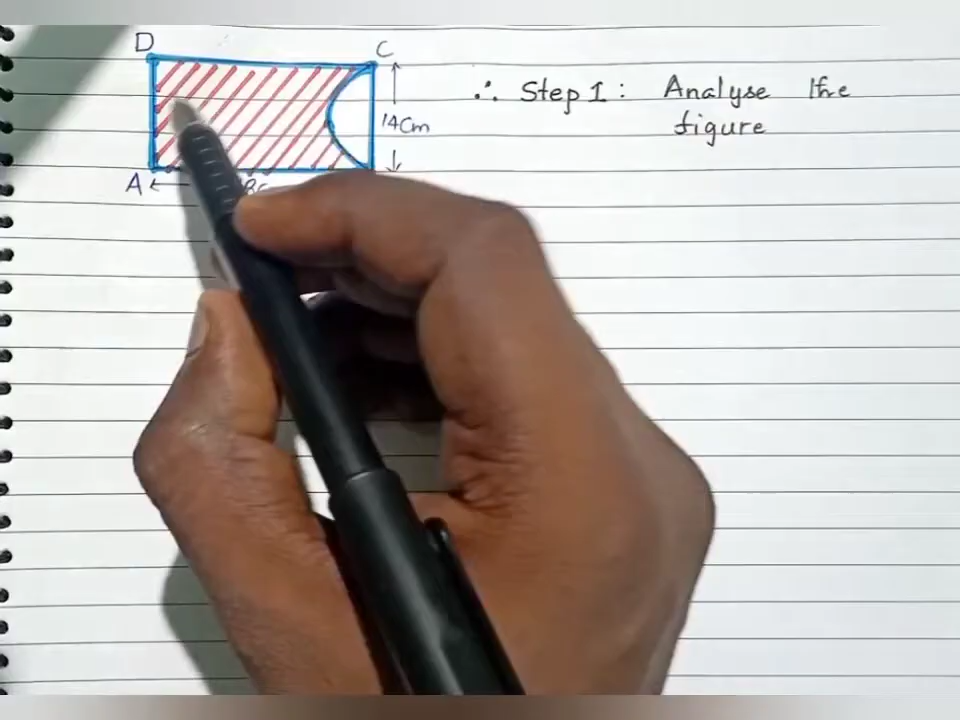 D
C
∴ Step 1: Analyse the
figure
14Cm
A